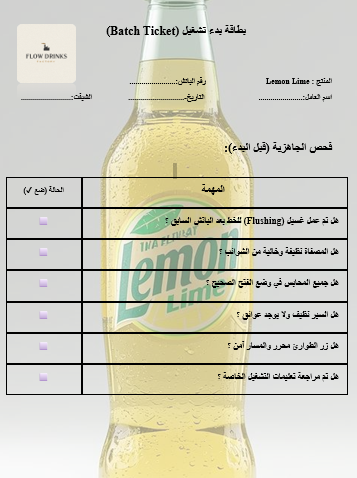 FLOW DRINKS
بطاقة بدء تشغيل (Batch Ticket)
المنتج : Lemon Lime رقم الباتش:......................
اسم العامل:...................... التاريخ:...................... الشيفت:......................
فحص الجاهزية (قبل البدء):
المهمة الحالة (ضع ✓)
هل تم عمل غسيل (Flushing) للخط بعد الباتش السابق ؟
هل المصفاة نظيفة وخالية من الشوائب ؟
هل جميع المحابس في وضع الفتح الصحيح ؟
هل السير نظيف ولا يوجد عوائق ؟
هل زر الطوارئ محرر والمسار آمن ؟
هل تم مراجعة تعليمات التشغيل الخاصة ؟
Lemon
Lime